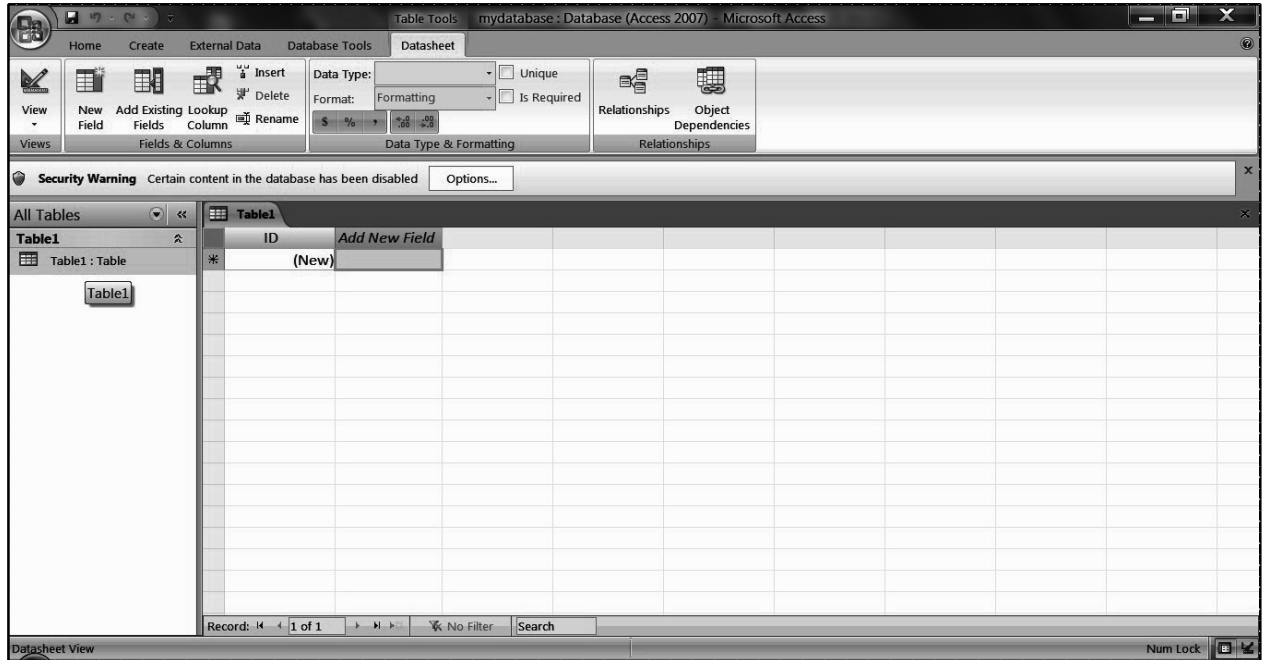 Table Tools mydatabase : Database (Access 2007) - Microsoft Access
Home Create External Data Database Tools Datasheet
View
New Field
Add Existing Fields
Lookup Column
Insert
Delete
Rename
Data Type:
Format: Formatting
$ % ,
Unique
Is Required
Relationships
Object Dependencies
Views Fields & Columns Data Type & Formatting Relationships
Security Warning Certain content in the database has been disabled Options...
All Tables
Table1
Table1 : Table
Table1
Table1
ID Add New Field
(New)
Record: 1 of 1 No Filter Search
Datasheet View Num Lock